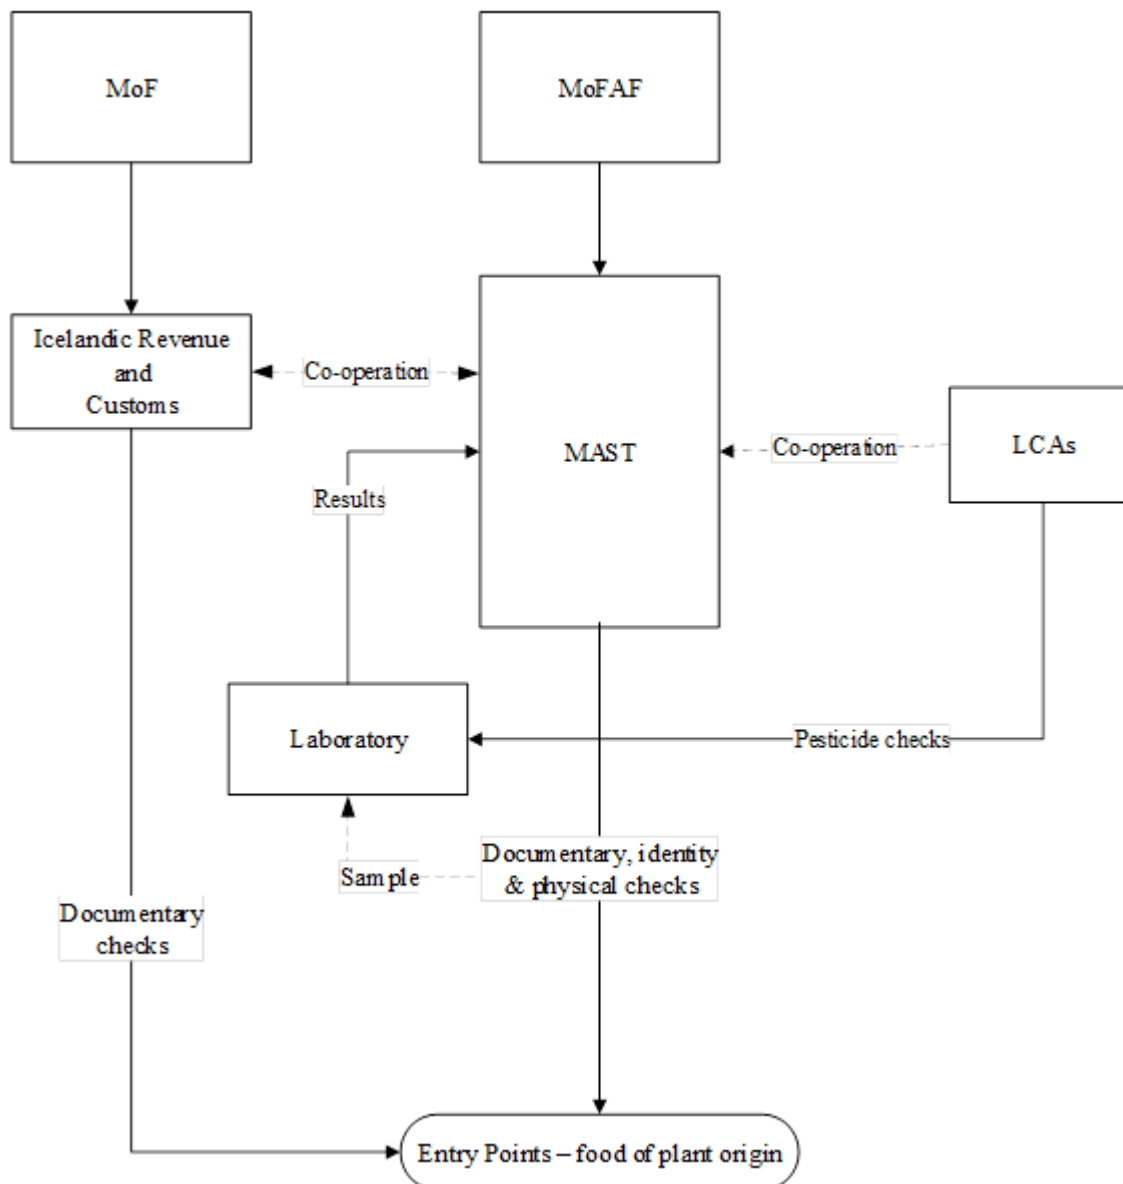 MoF
MoFAF
Icelandic Revenue
and
Customs
Co-operation
MAST
Co-operation
LCAs
Results
Laboratory
Pesticide checks
Sample
Documentary, identity
& physical checks
Documentary
checks
Entry Points – food of plant origin